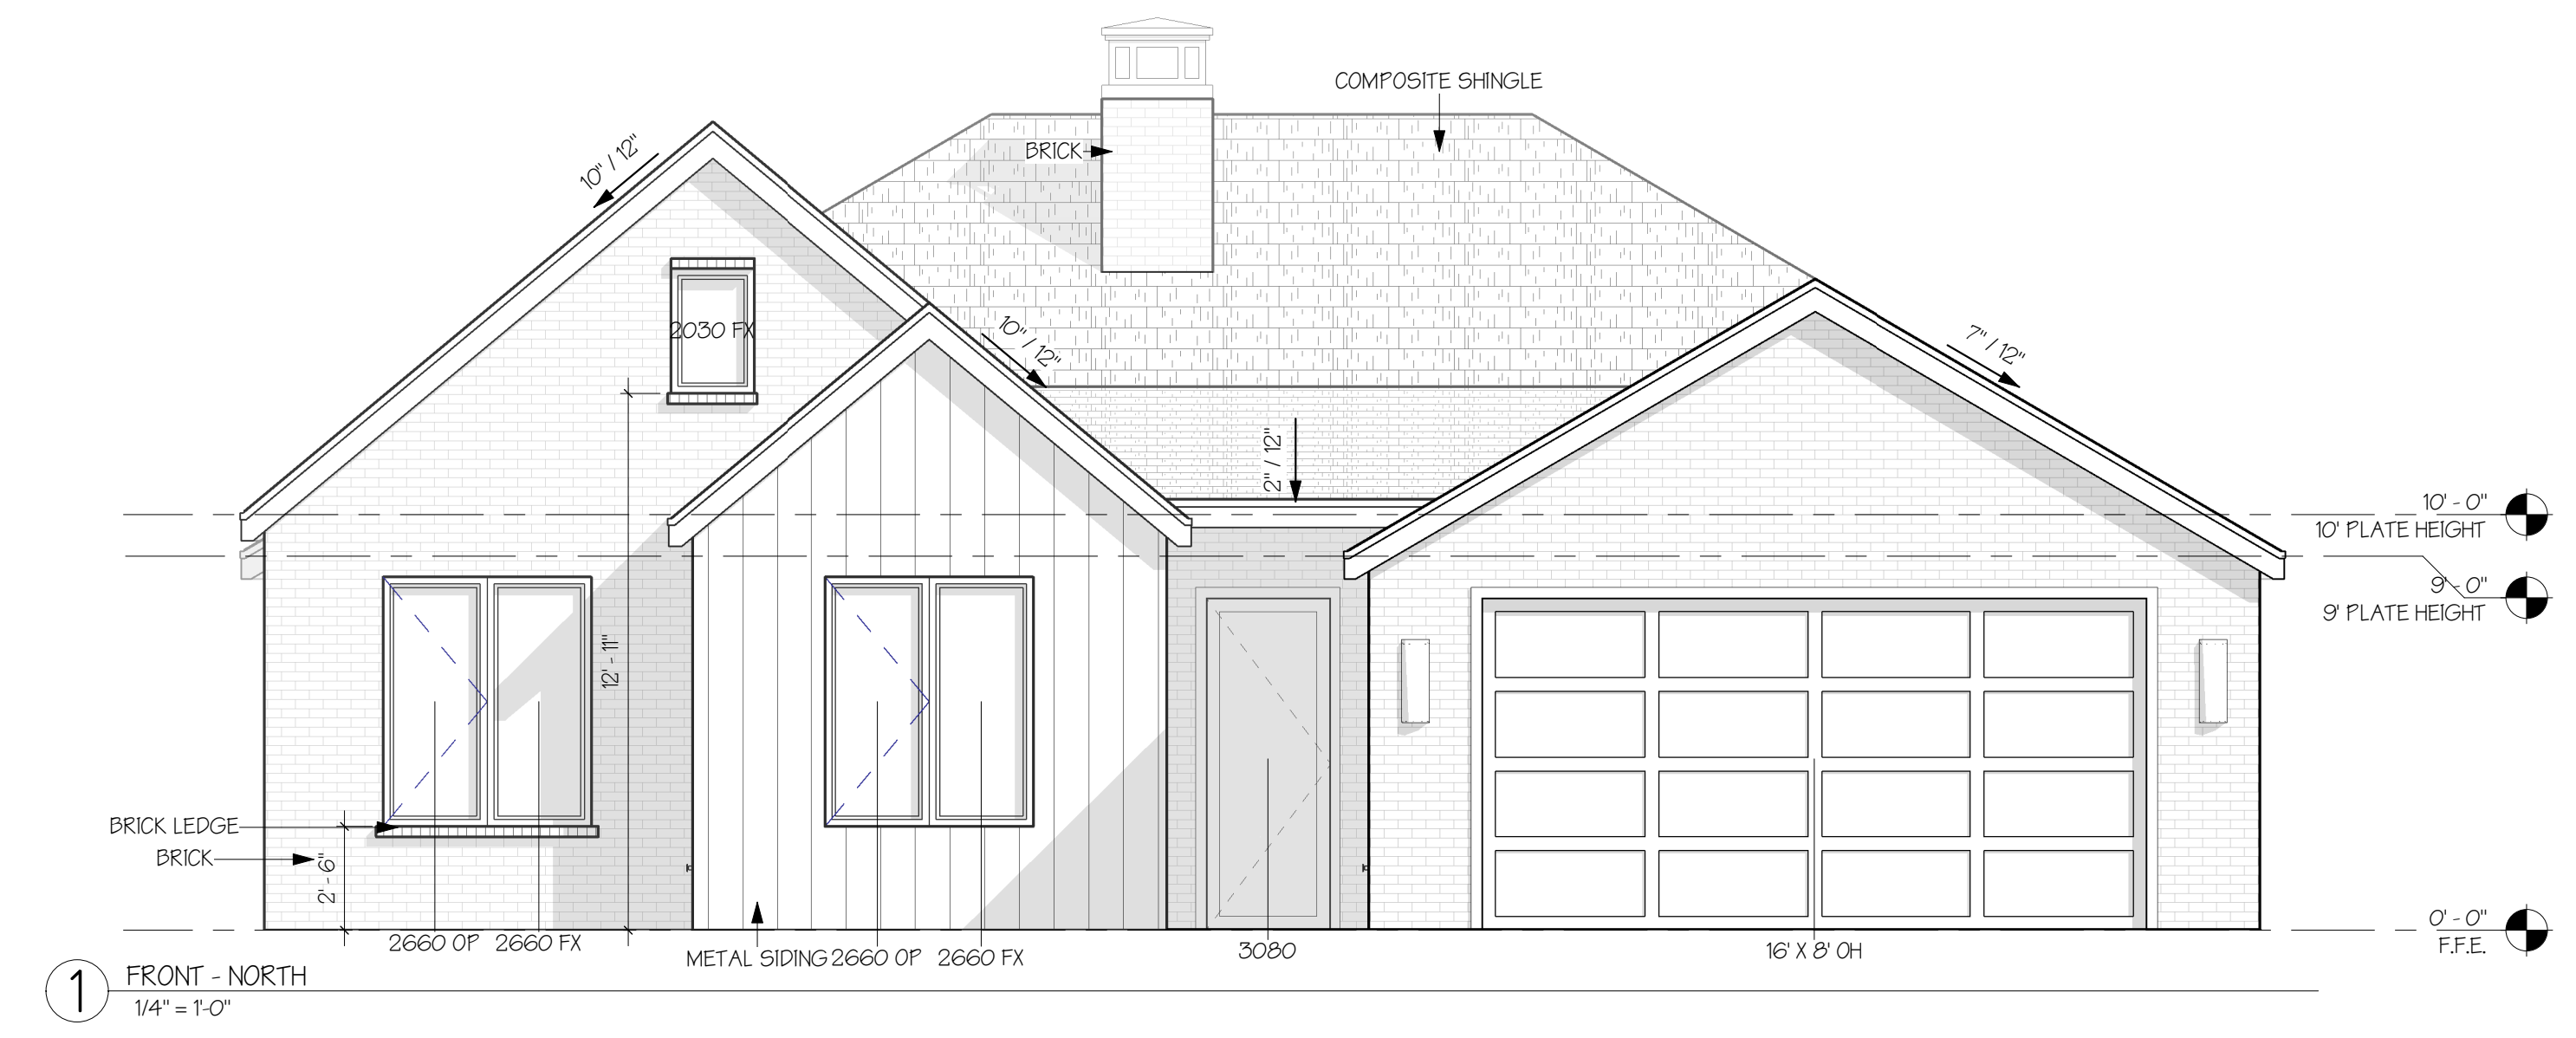 COMPOSITE SHINGLE
10" / 12"
BRICK
2030 FX
10" / 12"
7" / 12"
2" / 12"
10' - 0"
10' PLATE HEIGHT
9' - 0"
9' PLATE HEIGHT
12' - 11"
BRICK LEDGE
BRICK
2' - 6"
0' - 0"
F.F.E.
2660 OP
2660 FX
METAL SIDING
2660 OP
2660 FX
3080
16' X 8' OH
1
FRONT - NORTH
1/4" = 1'-0"